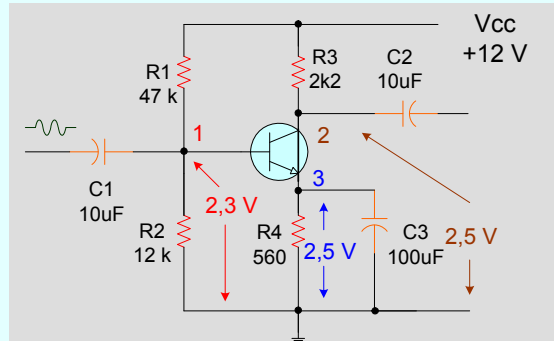 Vcc
+12 V
R1
47 k
R3
2k2
C2
10uF
1
2
3
C1
10uF
2,3 V
R2
12 k
R4
560
2,5 V
C3
100uF
2,5 V